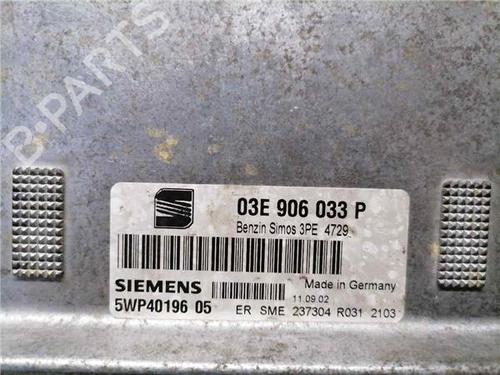 B-PARTS
03E 906 033 P
Benzin Simos 3PE 4729
SIEMENS
Made in Germany
5WP40196 05
11.09.02
ER SME 237304 R031 2103